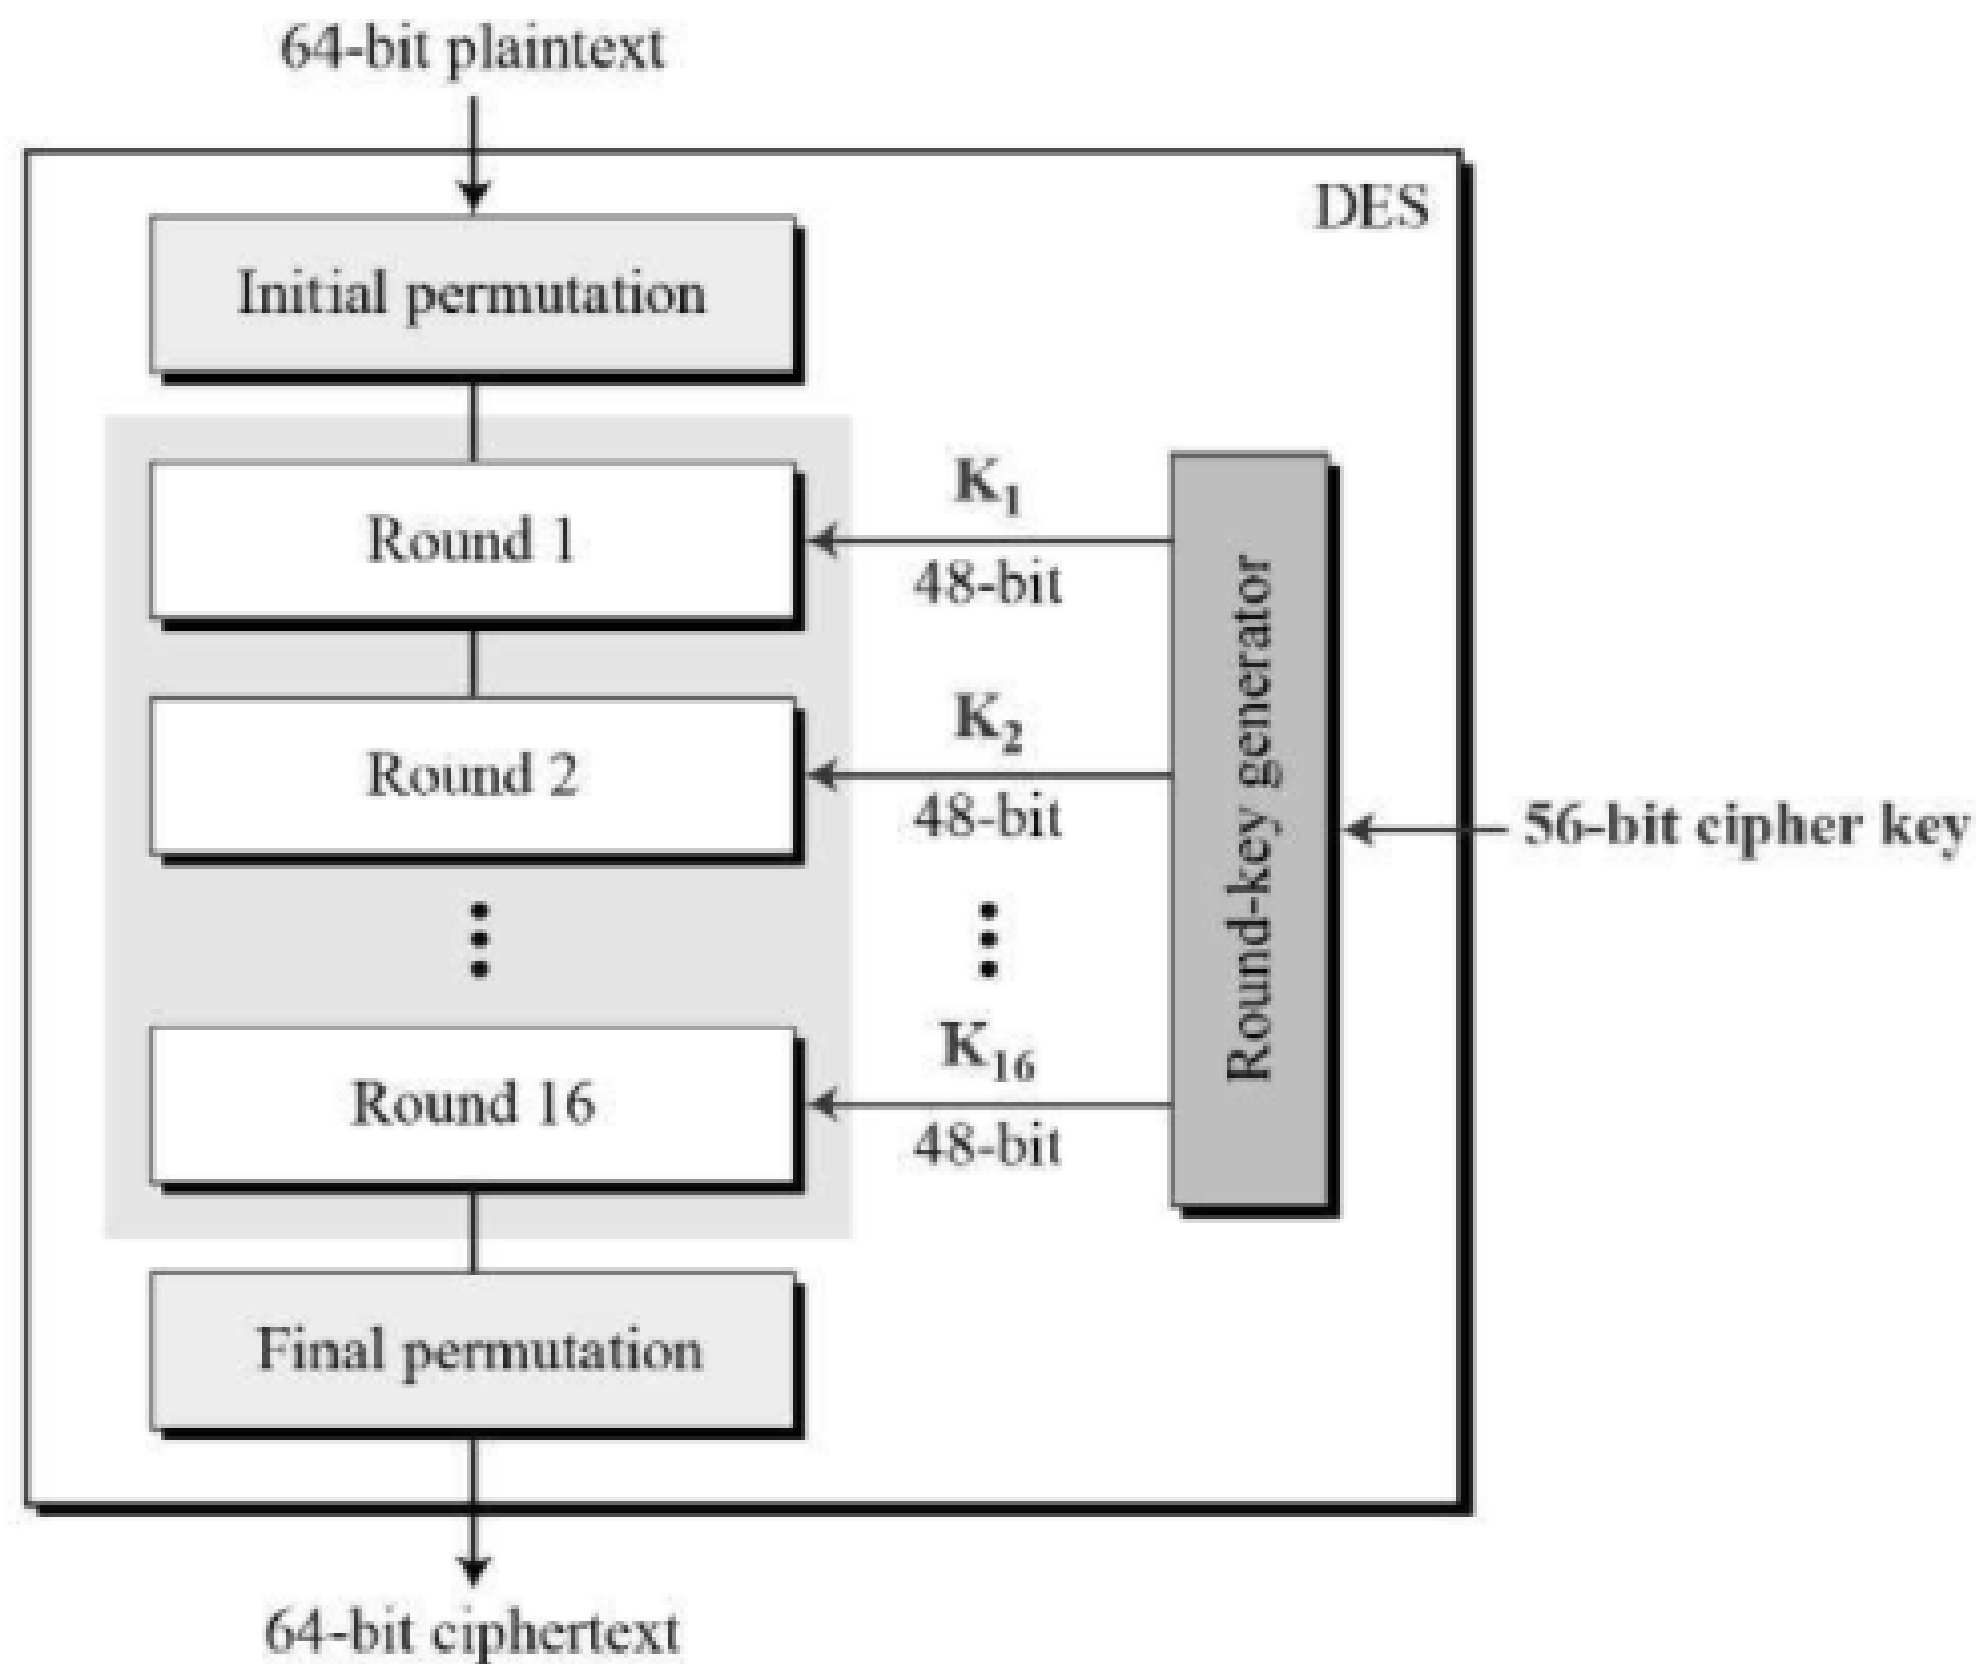 64-bit plaintext
DES
Initial permutation
K1
Round 1
48-bit
K2
Round 2
48-bit
Round-key generator
56-bit cipher key
K16
Round 16
48-bit
Final permutation
64-bit ciphertext